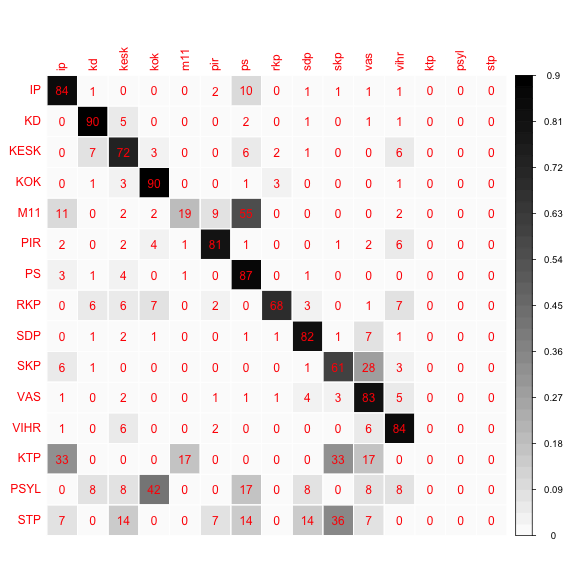 ip kd kesk kok m11 pir ps rkp sdp skp vas vihr ktp psyl stp
IP 84 1 0 0 0 2 10 0 1 1 1 1 0 0 0
KD 0 90 5 0 0 0 2 0 1 0 1 1 0 0 0
KESK 0 7 72 3 0 0 6 2 1 0 0 6 0 0 0
KOK 0 1 3 90 0 0 1 3 0 0 0 1 0 0 0
M11 11 0 2 2 19 9 0 0 0 0 2 0 0 0
PIR 2 0 2 4 1 81 1 0 0 1 2 6 0 0 0
PS 3 1 4 0 1 0 87 0 1 0 0 0 0 0 0
RKP 0 6 6 7 0 2 0 68 3 0 1 7 0 0 0
SDP 0 1 2 1 0 0 1 1 82 1 7 1 0 0 0
SKP 6 1 0 0 0 0 0 0 1 61 28 3 0 0 0
VAS 1 0 2 0 0 1 1 1 4 3 83 5 0 0 0
VIHR 1 0 6 0 0 2 0 0 0 0 6 84 0 0 0
KTP 33 0 0 0 17 0 0 0 0 33 17 0 0 0 0
PSYL 0 8 8 42 0 0 17 0 8 0 8 8 0 0 0
STP 7 0 14 0 0 7 14 0 14 36 7 0 0 0 0
0.9
0.81
0.72
0.63
0.54
0.45
0.36
0.27
0.18
0.09
0